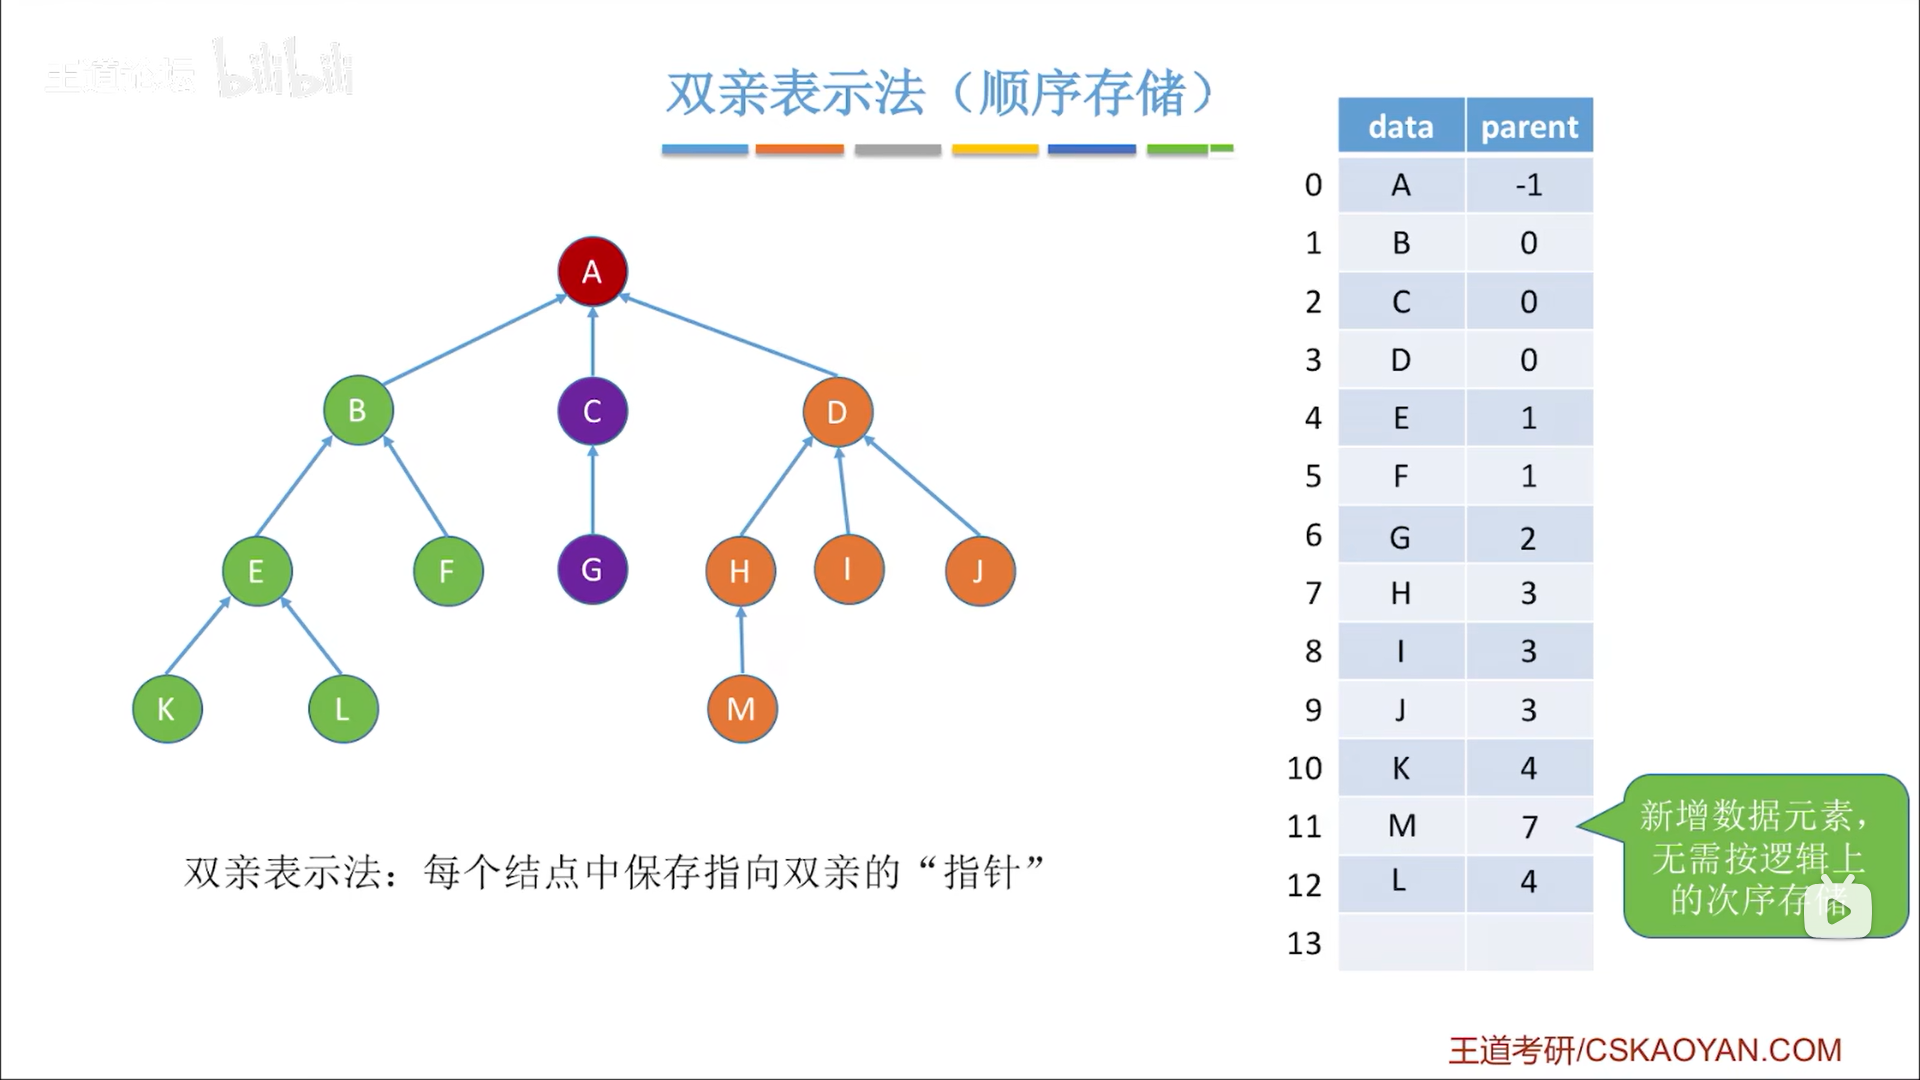 王道论坛 bilibili
双亲表示法（顺序存储）
data parent
0 A -1
1 B 0
2 C 0
3 D 0
4 E 1
5 F 1
6 G 2
7 H 3
8 I 3
9 J 3
10 K 4
11 M 7
12 L 4
13
A
B C D
E F G H I J
K L M
双亲表示法：每个结点中保存指向双亲的“指针”
新增数据元素，
无需按逻辑上
的次序存储
王道考研/CSKAOYAN.COM